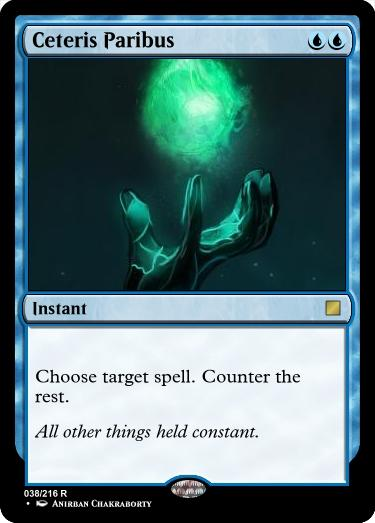 Ceteris Paribus
Instant
Choose target spell. Counter the
rest.
All other things held constant.
038/216 R
• Anirban Chakraborty